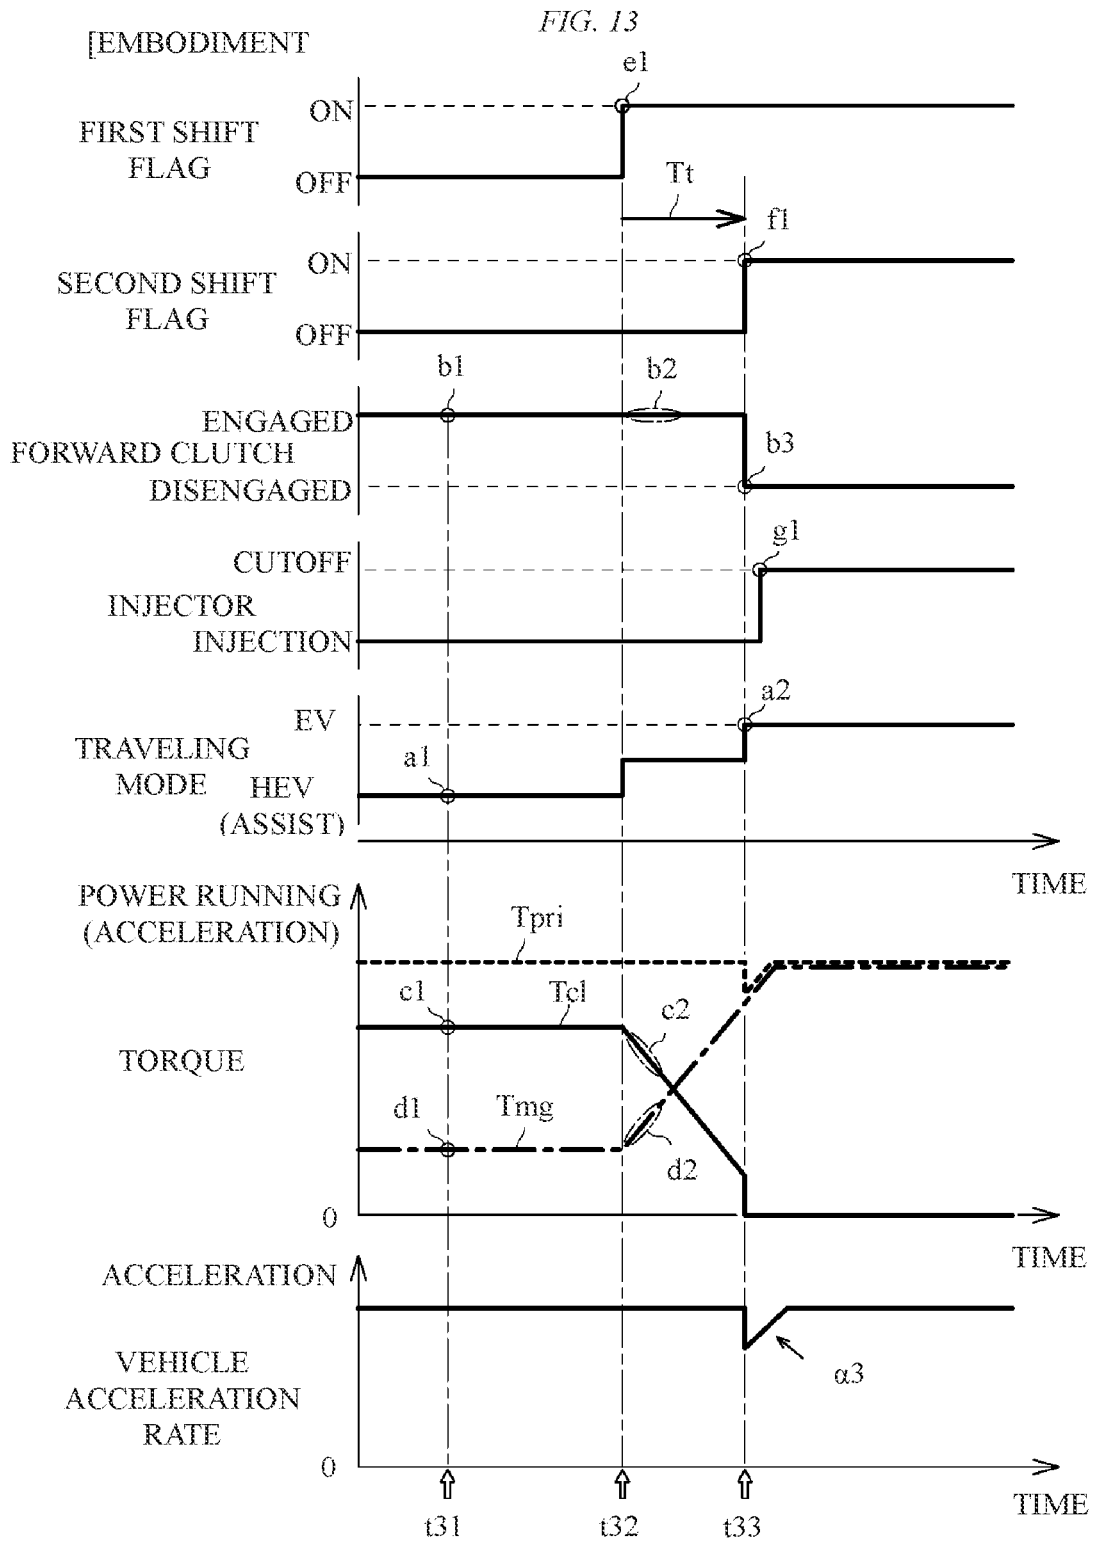 FIG. 13
[EMBODIMENT
e1
ON
FIRST SHIFT
FLAG
OFF
Tt
f1
ON
SECOND SHIFT
FLAG
OFF
b1
b2
ENGAGED
FORWARD CLUTCH
b3
DISENGAGED
g1
CUTOFF
INJECTOR
INJECTION
a2
EV
TRAVELING
MODE
a1
HEV
(ASSIST)
TIME
POWER RUNNING
(ACCELERATION)
Tpri
c1
Tcl
c2
TORQUE
d1
Tmg
d2
0
TIME
ACCELERATION
VEHICLE
ACCELERATION
RATE
α3
0
TIME
t31
t32
t33